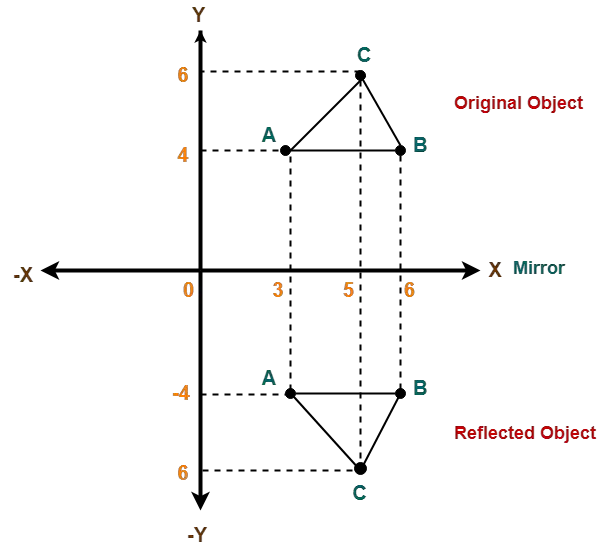 Y
C
6
Original Object
A
B
4
-X
X Mirror
0
3
5
6
A
B
-4
Reflected Object
6
C
-Y